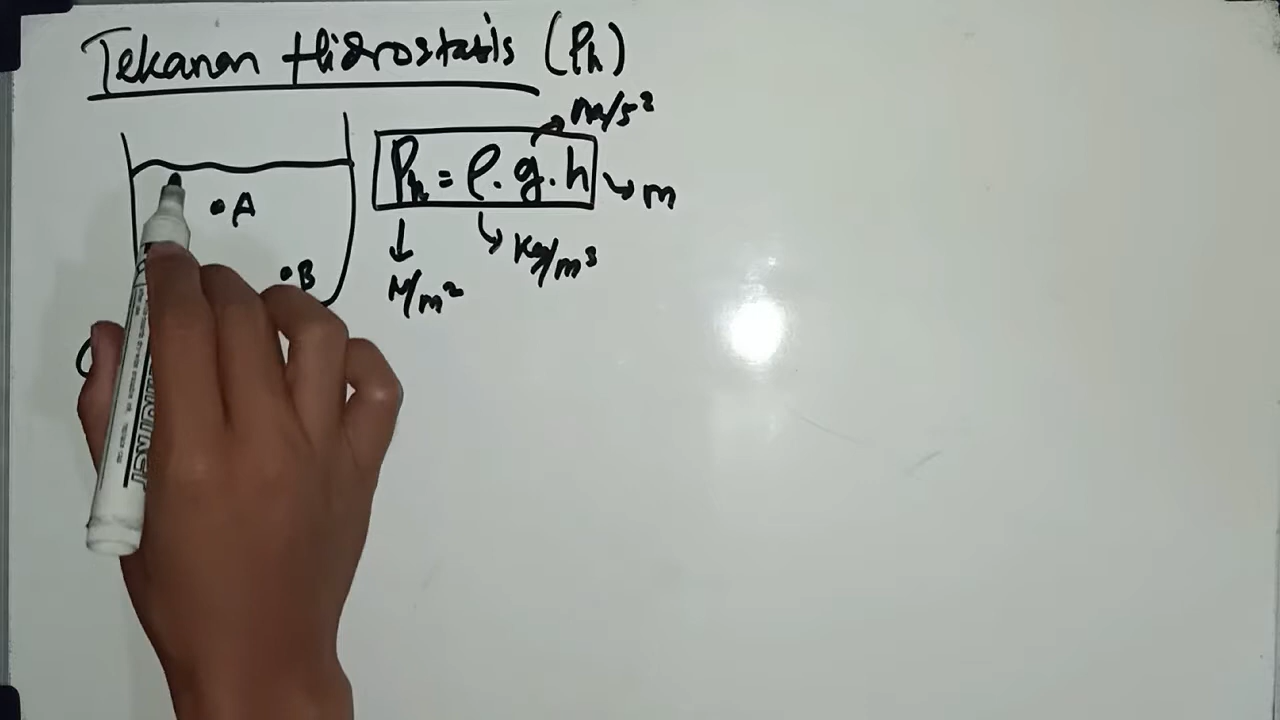 Tekanan Hidrostatis (Ph)
m/s²
Ph = ρ . g . h
m
A
kg/m³
B
N/m²